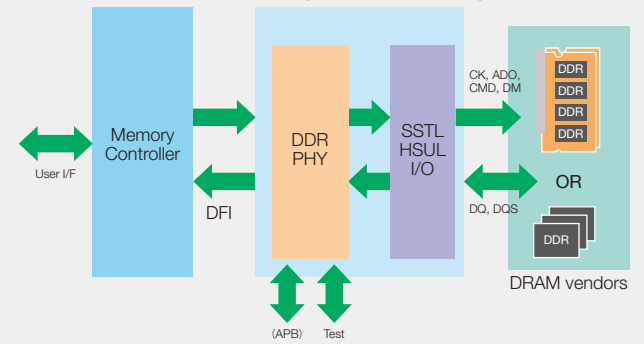 User I/F
Memory
Controller
DFI
DDR
PHY
SSTL
HSUL
I/O
(APB)
Test
CK, ADO,
CMD, DM
DQ, DQS
DDR
DDR
DDR
DDR
OR
DDR
DRAM vendors